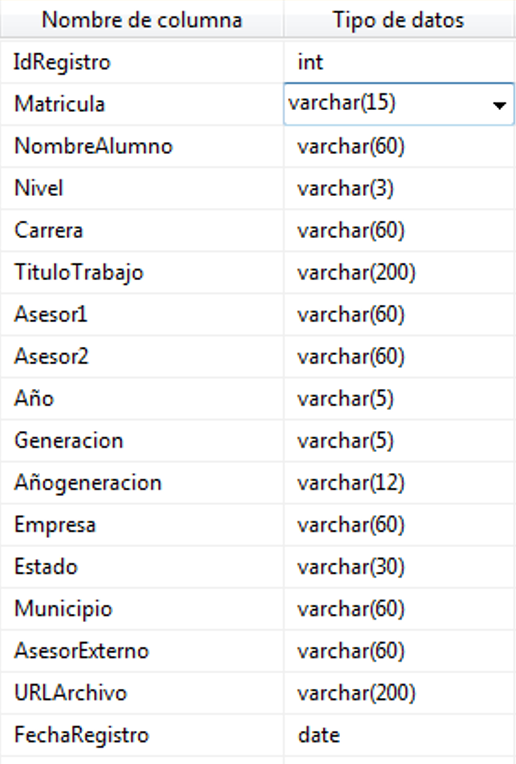 Nombre de columna Tipo de datos
IdRegistro int
Matricula varchar(15)
NombreAlumno varchar(60)
Nivel varchar(3)
Carrera varchar(60)
TituloTrabajo varchar(200)
Asesor1 varchar(60)
Asesor2 varchar(60)
Año varchar(5)
Generacion varchar(5)
Añogeneracion varchar(12)
Empresa varchar(60)
Estado varchar(30)
Municipio varchar(60)
AsesorExterno varchar(60)
URLArchivo varchar(200)
FechaRegistro date